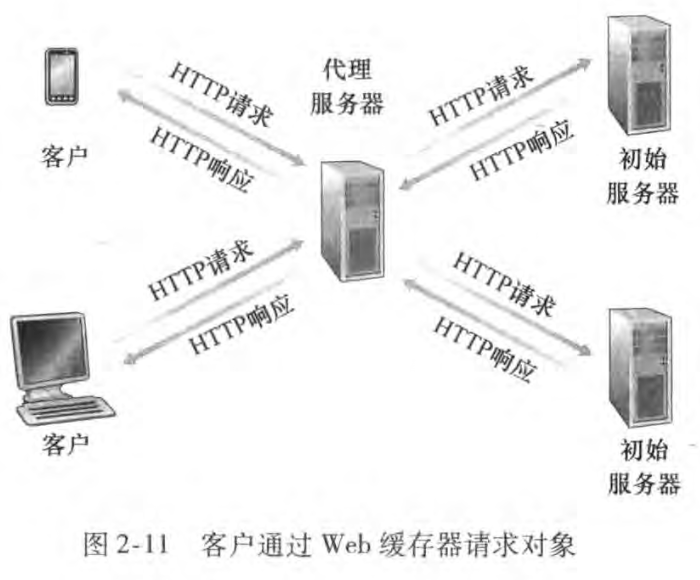 代理
服务器
HTTP请求
HTTP响应
客户
HTTP请求
HTTP响应
初始
服务器
HTTP请求
HTTP响应
客户
HTTP请求
HTTP响应
初始
服务器
图 2-11 客户通过 Web 缓存器请求对象